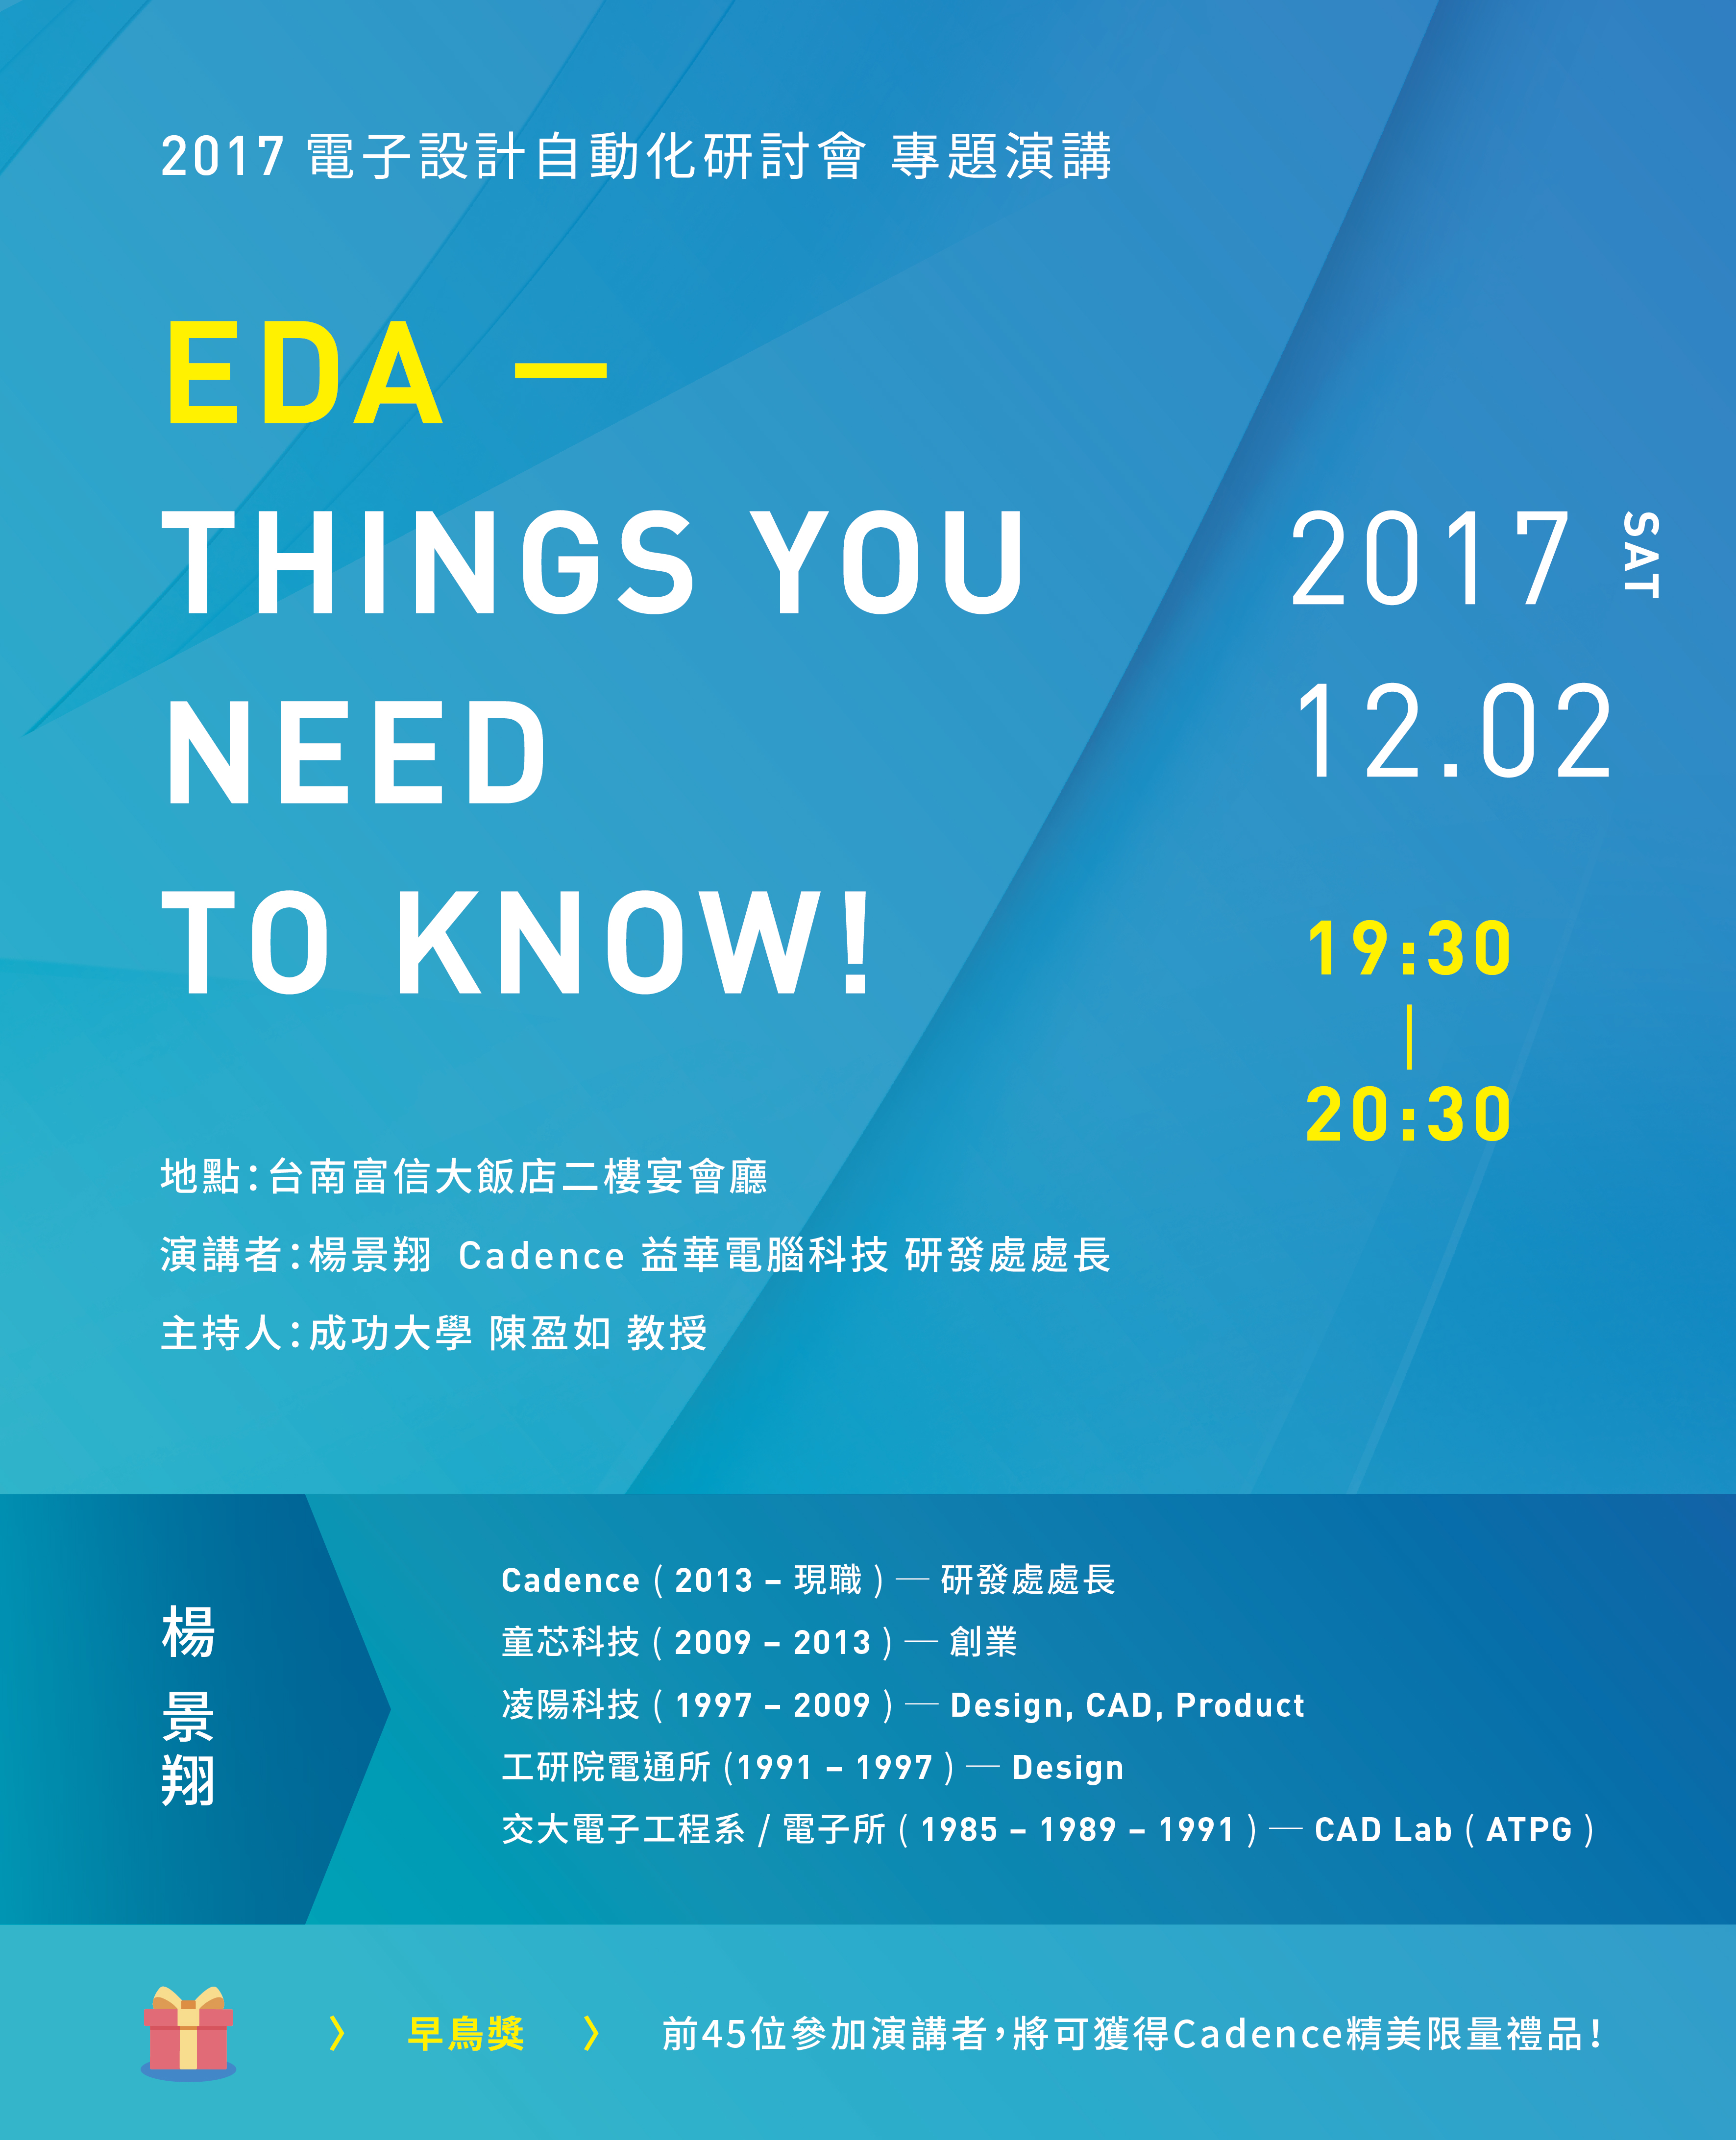 2017 電子設計自動化研討會 專題演講
EDA —
THINGS YOU
NEED
TO KNOW!
2017 SAT
12.02
19:30
|
20:30
地點:台南富信大飯店二樓宴會廳
演講者:楊景翔 Cadence 益華電腦科技 研發處處長
主持人:成功大學 陳盈如 教授
楊景翔
Cadence ( 2013 – 現職 ) — 研發處處長
童芯科技 ( 2009 – 2013 ) — 創業
凌陽科技 ( 1997 – 2009 ) — Design, CAD, Product
工研院電通所 (1991 – 1997 ) — Design
交大電子工程系 / 電子所 ( 1985 – 1989 – 1991 ) — CAD Lab ( ATPG )
〉 早鳥獎 〉 前45位參加演講者,將可獲得Cadence精美限量禮品!